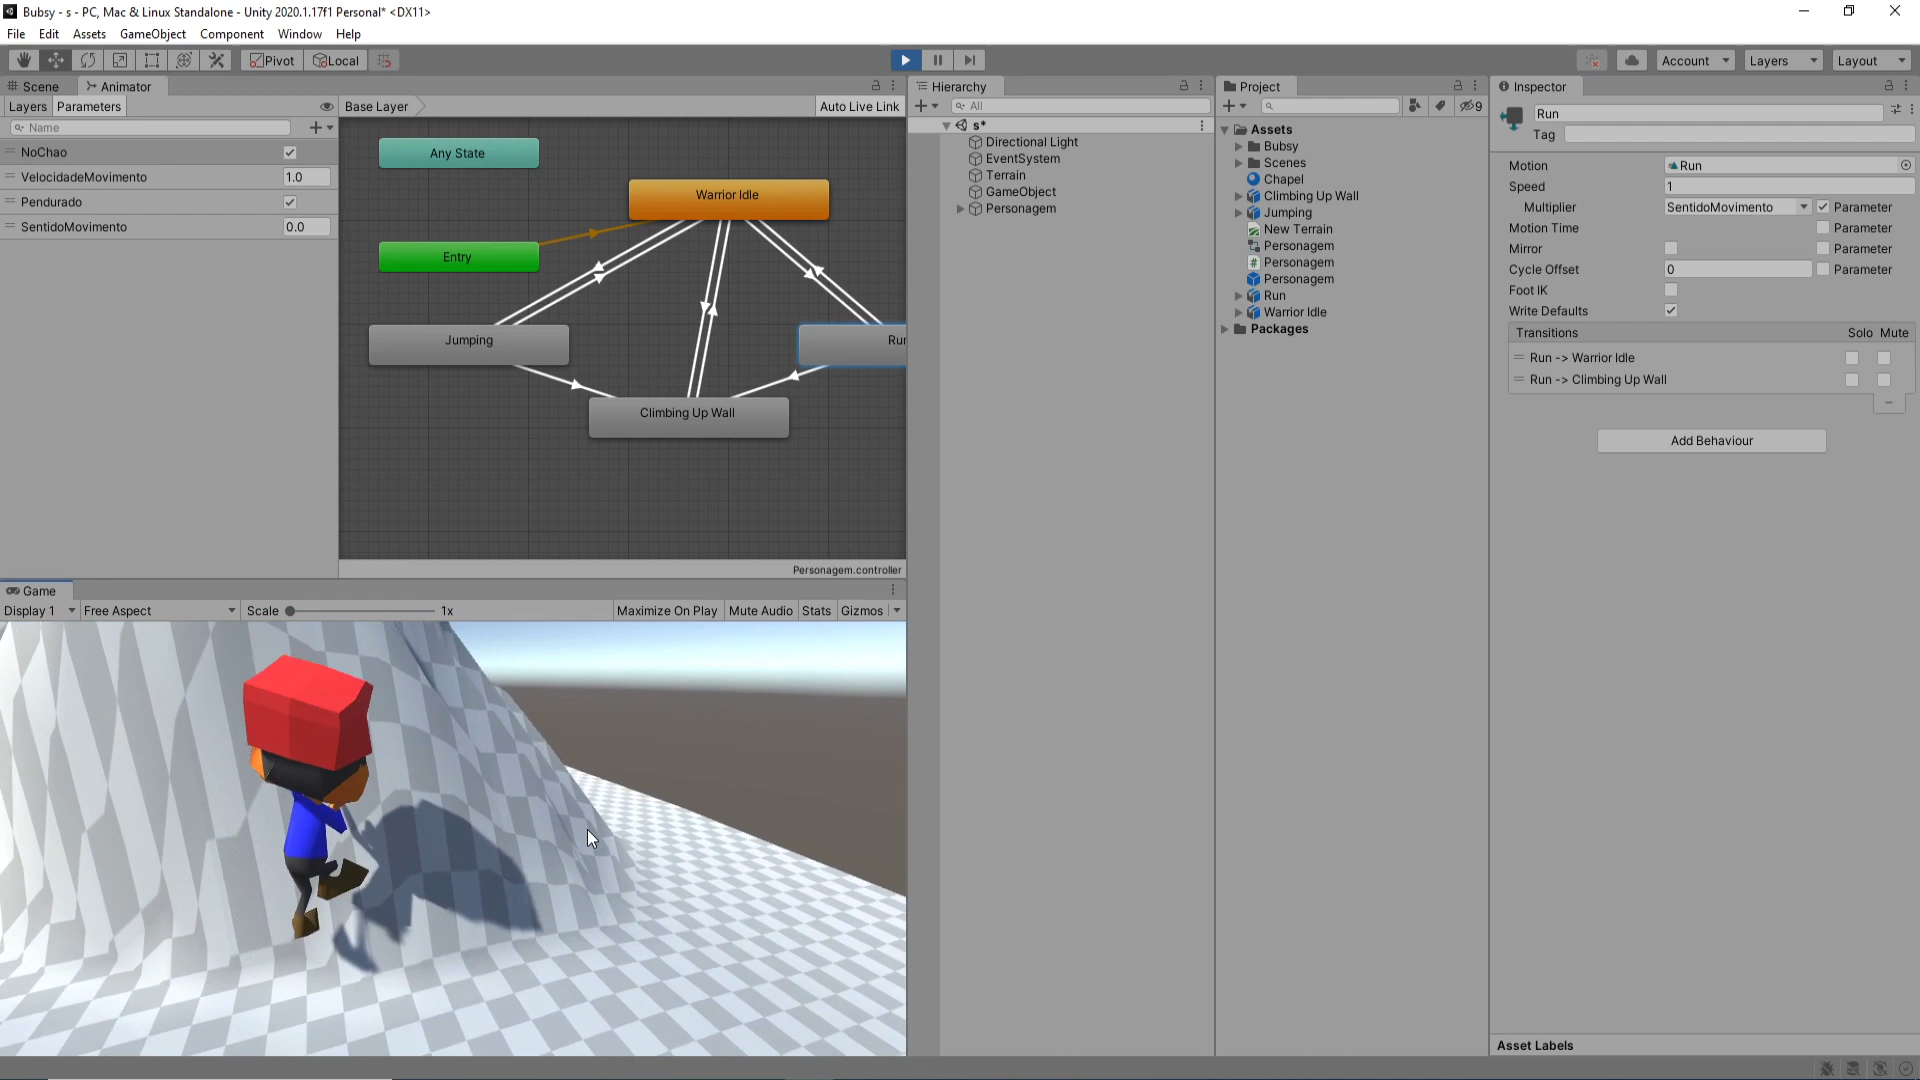 Bubsy - s - PC, Mac & Linux Standalone - Unity 2020.1.17f1 Personal* <DX11>
File Edit Assets GameObject Component Window Help
Pivot Local Account Layers Layout
Scene Animator
Layers Parameters Base Layer Auto Live Link
Name
NoChao
VelocidadeMovimento 1.0
Pendurado
SentidoMovimento 0.0
Any State
Warrior Idle
Entry
Jumping
Run
Climbing Up Wall
Personagem.controller
Game
Display 1 Free Aspect Scale 1x Maximize On Play Mute Audio Stats Gizmos
Hierarchy
All
s*
Directional Light
EventSystem
Terrain
GameObject
Personagem
Project
9
Assets
Bubsy
Scenes
Chapel
Climbing Up Wall
Jumping
New Terrain
Personagem
Personagem
Personagem
Run
Warrior Idle
Packages
Inspector
Run
Tag
Motion Run
Speed 1
Multiplier SentidoMovimento Parameter
Motion Time Parameter
Mirror Parameter
Cycle Offset 0 Parameter
Foot IK
Write Defaults
Transitions Solo Mute
Run -> Warrior Idle
Run -> Climbing Up Wall
Add Behaviour
Asset Labels